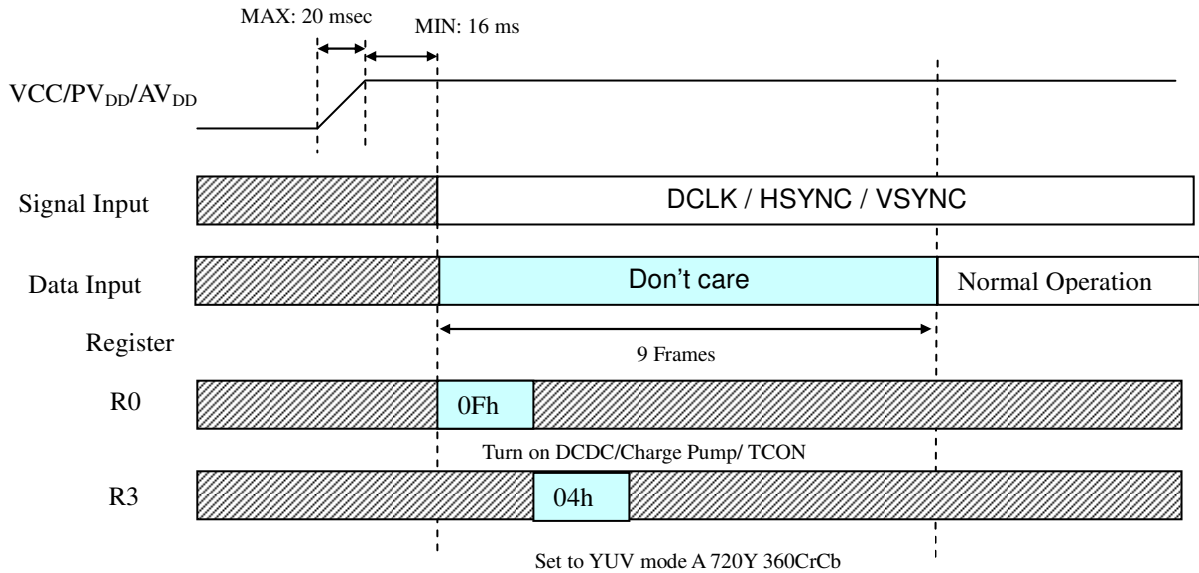 MAX: 20 msec
MIN: 16 ms
VCC/PVDD/AVDD
Signal Input
DCLK / HSYNC / VSYNC
Data Input
Don't care
Normal Operation
Register
9 Frames
R0
0Fh
Turn on DCDC/Charge Pump/ TCON
R3
04h
Set to YUV mode A 720Y 360CrCb